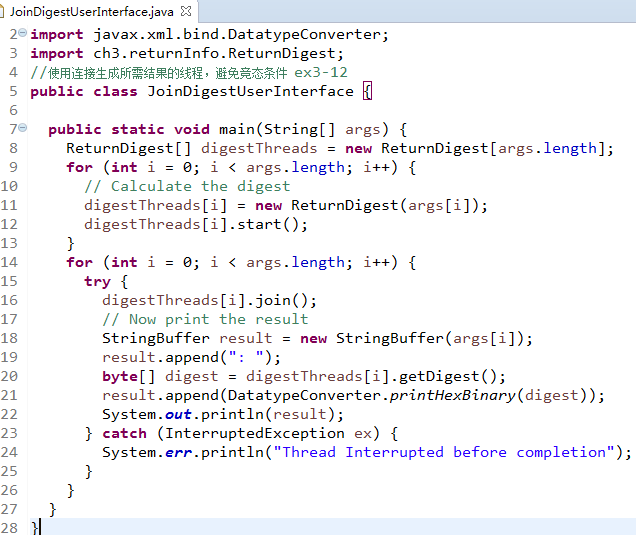 JoinDigestUserInterface.java
2 import javax.xml.bind.DatatypeConverter;
3 import ch3.returnInfo.ReturnDigest;
4 //使用连接生成所需结果的线程，避免竞态条件 ex3-12
5 public class JoinDigestUserInterface {
6
7   public static void main(String[] args) {
8     ReturnDigest[] digestThreads = new ReturnDigest[args.length];
9     for (int i = 0; i < args.length; i++) {
10       // Calculate the digest
11       digestThreads[i] = new ReturnDigest(args[i]);
12       digestThreads[i].start();
13     }
14     for (int i = 0; i < args.length; i++) {
15       try {
16         digestThreads[i].join();
17         // Now print the result
18         StringBuffer result = new StringBuffer(args[i]);
19         result.append(": ");
20         byte[] digest = digestThreads[i].getDigest();
21         result.append(DatatypeConverter.printHexBinary(digest));
22         System.out.println(result);
23       } catch (InterruptedException ex) {
24         System.err.println("Thread Interrupted before completion");
25       }
26     }
27   }
28 }